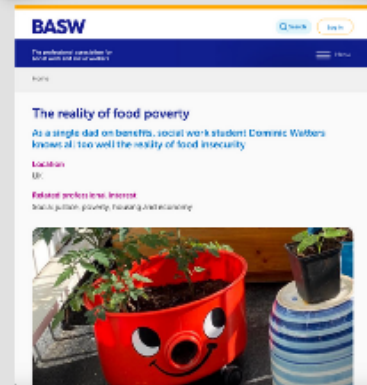 BASW
Search
Log in
The professional association for
social work and social workers
Menu
Home
The reality of food poverty
As a single dad on benefits, social work student Dominic Watters
knows all too well the reality of food insecurity
Location
UK
Related professional interest
Social justice, poverty, housing and economy